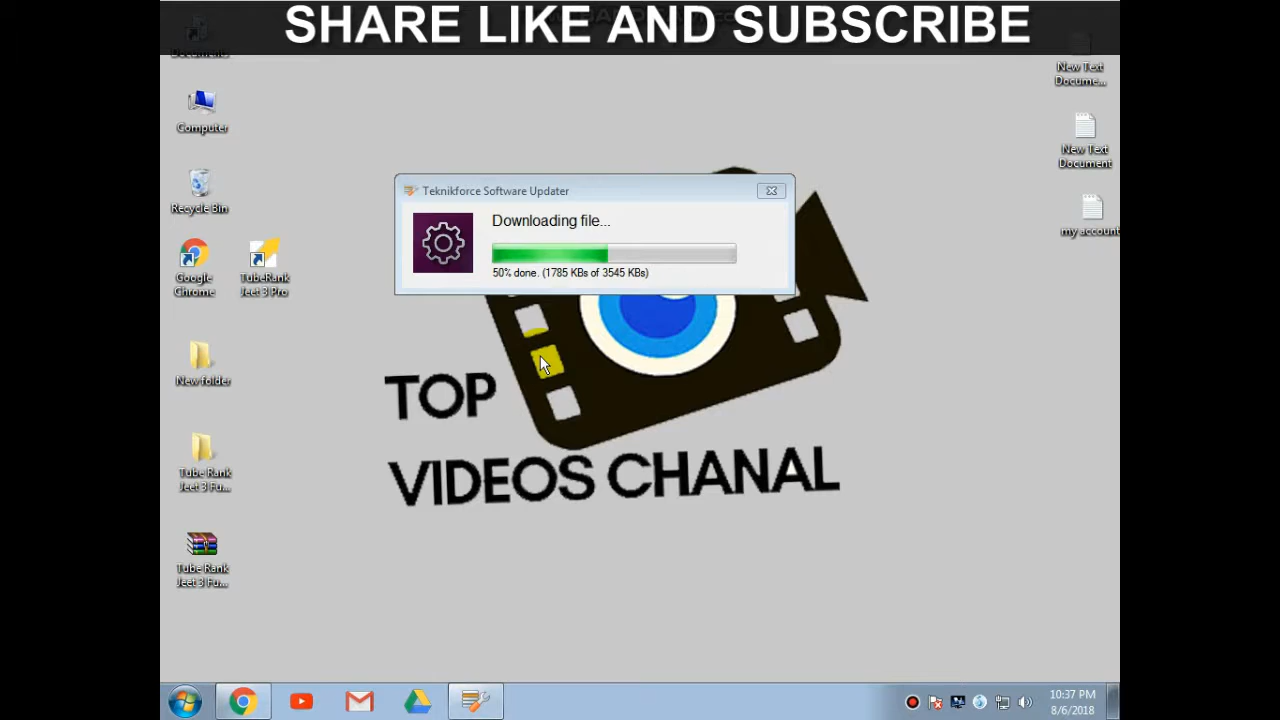 SHARE LIKE AND SUBSCRIBE
Documents
New Text
Docume...
Computer
New Text
Document
Teknikforce Software Updater
Downloading file...
50% done. (1785 KBs of 3545 KBs)
Recycle Bin
my account
Google
Chrome
TubeRank
Jeet 3 Pro
New folder
TOP
VIDEOS CHANAL
Tube Rank
Jeet 3 Fu...
Tube Rank
Jeet 3 Fu...
10:37 PM
8/6/2018